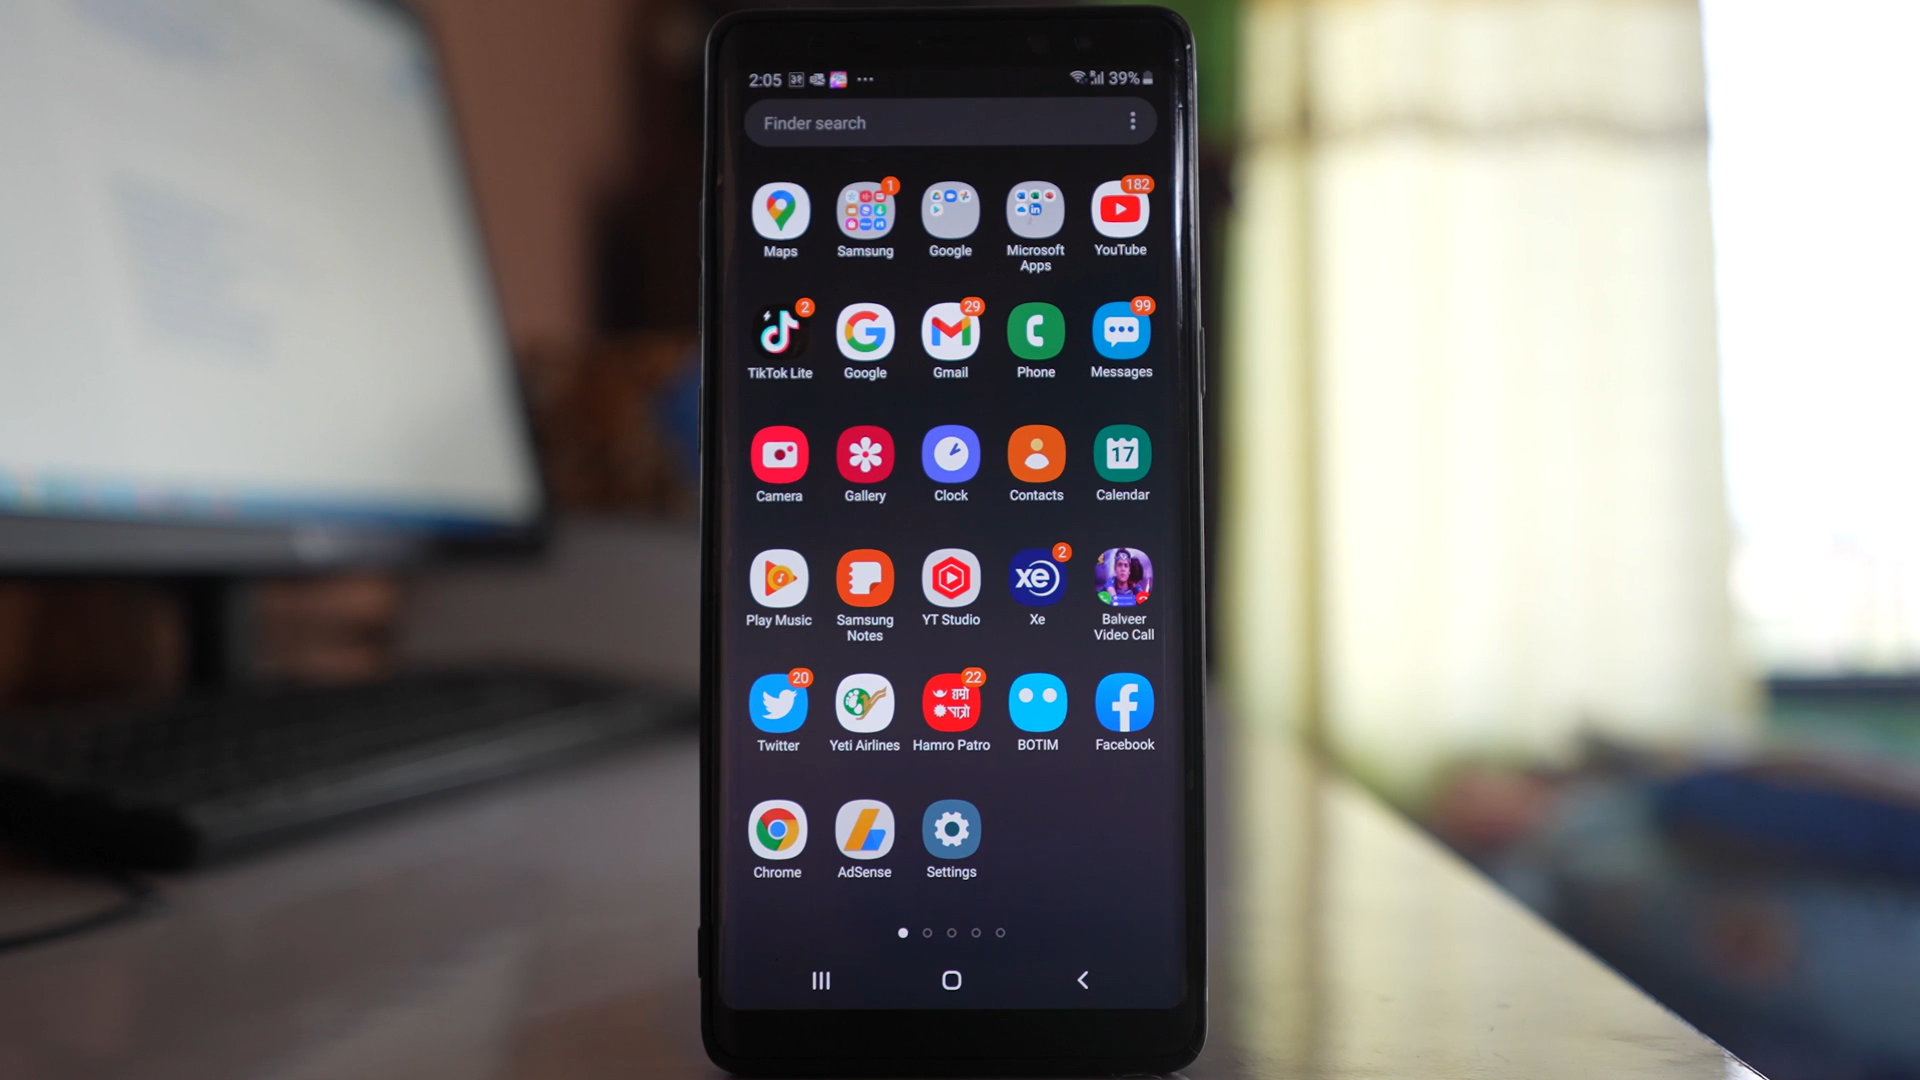 2:05
39%
Finder search
1
182
Maps
Samsung
Google
Microsoft
Apps
YouTube
2
29
99
TikTok Lite
Google
Gmail
Phone
Messages
17
Camera
Gallery
Clock
Contacts
Calendar
xe
2
Play Music
Samsung
Notes
YT Studio
Xe
Balveer
Video Call
20
22
हाम्रो
पात्रो
Twitter
Yeti Airlines
Hamro Patro
BOTIM
Facebook
Chrome
AdSense
Settings